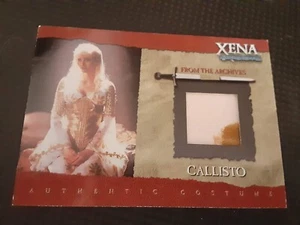 XENA
FROM THE ARCHIVES
CALLISTO
AUTHENTIC COSTUME